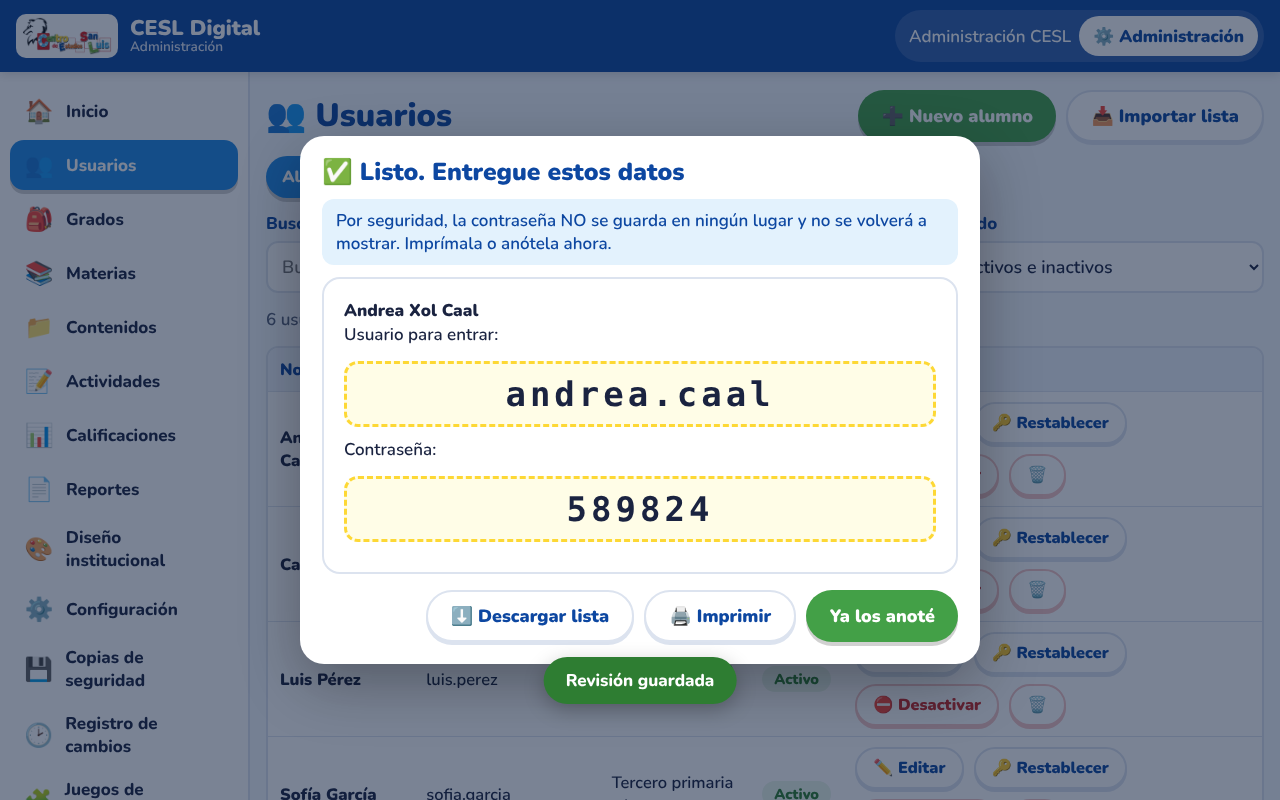 CESL Digital
Administración
Administración CESL
⚙️ Administración
Inicio
Usuarios
Grados
Materias
Contenidos
Actividades
Calificaciones
Reportes
Diseño
institucional
Configuración
Copias de
seguridad
Registro de
cambios
Juegos de
👥 Usuarios
➕ Nuevo alumno
📥 Importar lista
✅ Listo. Entregue estos datos
Por seguridad, la contraseña NO se guarda en ningún lugar y no se volverá a
mostrar. Imprímala o anótela ahora.
Andrea Xol Caal
Usuario para entrar:
andrea.caal
Contraseña:
589824
⬇️ Descargar lista
🖨️ Imprimir
Ya los anoté
Revisión guardada
🔑 Restablecer
🔑 Restablecer
Luis Pérez
luis.perez
Activo
🔑 Restablecer
⛔ Desactivar
Sofía García
sofia.garcia
Tercero primaria
Activo
✏️ Editar
🔑 Restablecer